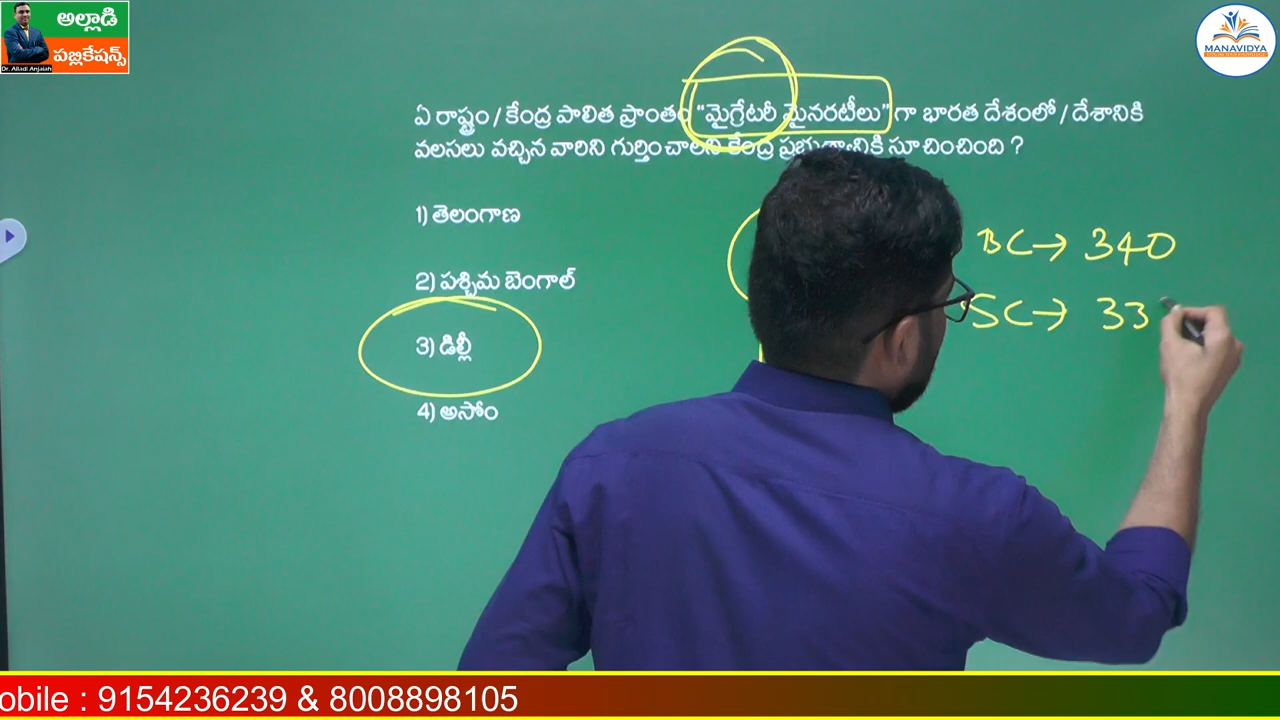 అల్లాడి
పబ్లికేషన్స్
Dr. Alladi Anjaiah
MANAVIDYA
ఏ రాష్ట్రం / కేంద్ర పాలిత ప్రాంతం “మైగ్రేటరీ మైనరటీలు” గా భారత దేశంలో / దేశానికి
వలసలు వచ్చిన వారిని గుర్తించాలని కేంద్ర ప్రభుత్వానికి సూచించింది ?
1) తెలంగాణ
BC → 340
2) పశ్చిమ బెంగాల్
SC → 33
3) డిల్లీ
4) అసోం
obile : 9154236239 & 8008898105